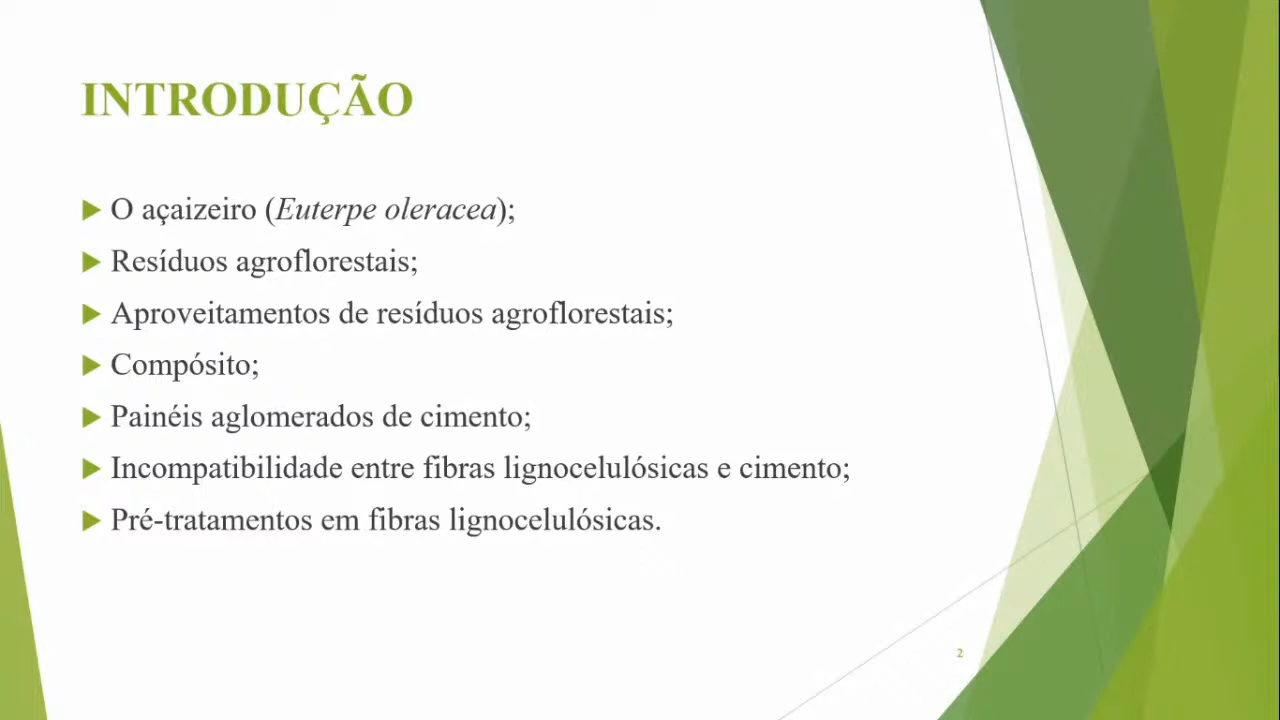 INTRODUÇÃO
O açaizeiro (Euterpe oleracea);
Resíduos agroflorestais;
Aproveitamentos de resíduos agroflorestais;
Compósito;
Painéis aglomerados de cimento;
Incompatibilidade entre fibras lignocelulósicas e cimento;
Pré-tratamentos em fibras lignocelulósicas.
2